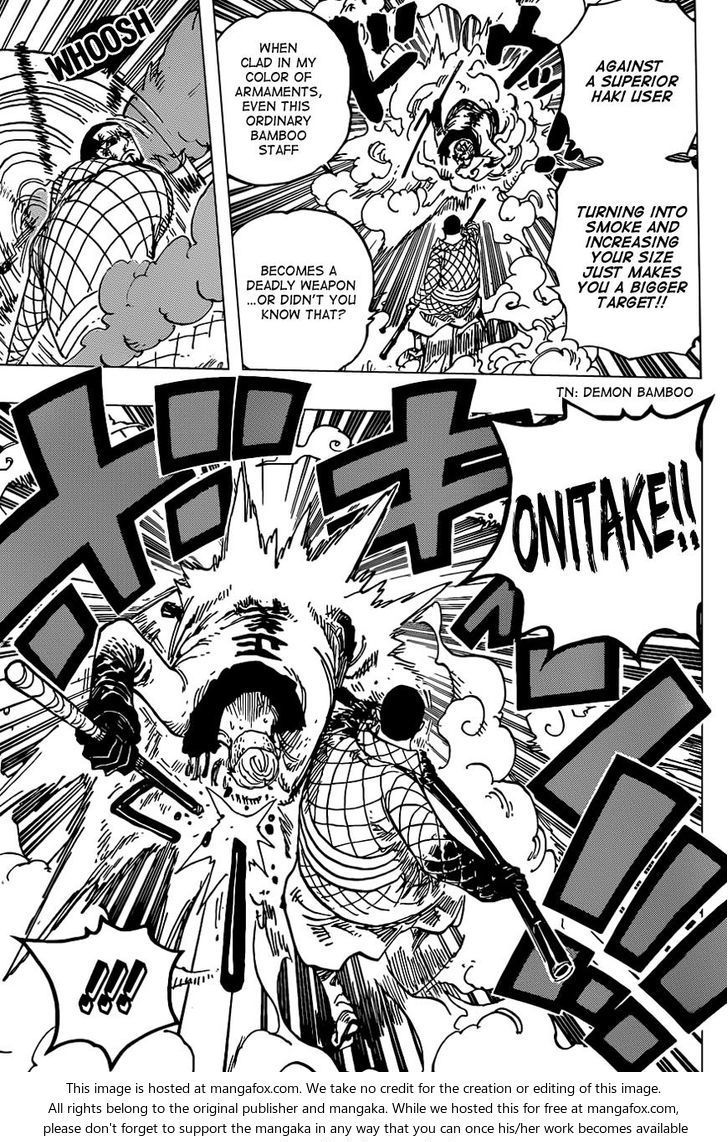 AGAINST
A SUPERIOR
HAKI USER
TURNING INTO
SMOKE AND
INCREASING
YOUR SIZE
JUST MAKES
YOU A BIGGER
TARGET!!
WHEN
CLAD IN MY
COLOR OF
ARMAMENTS,
EVEN THIS
ORDINARY
BAMBOO
STAFF
BECOMES A
DEADLY WEAPON
...OR DIDN'T YOU
KNOW THAT?
WHOOSH
TN: DEMON BAMBOO
ONITAKE!!
!!!
This image is hosted at mangafox.com. We take no credit for the creation or editing of this image.
All rights belong to the original publisher and mangaka. While we hosted this for free at mangafox.com,
please don't forget to support the mangaka in any way that you can once his/her work becomes available